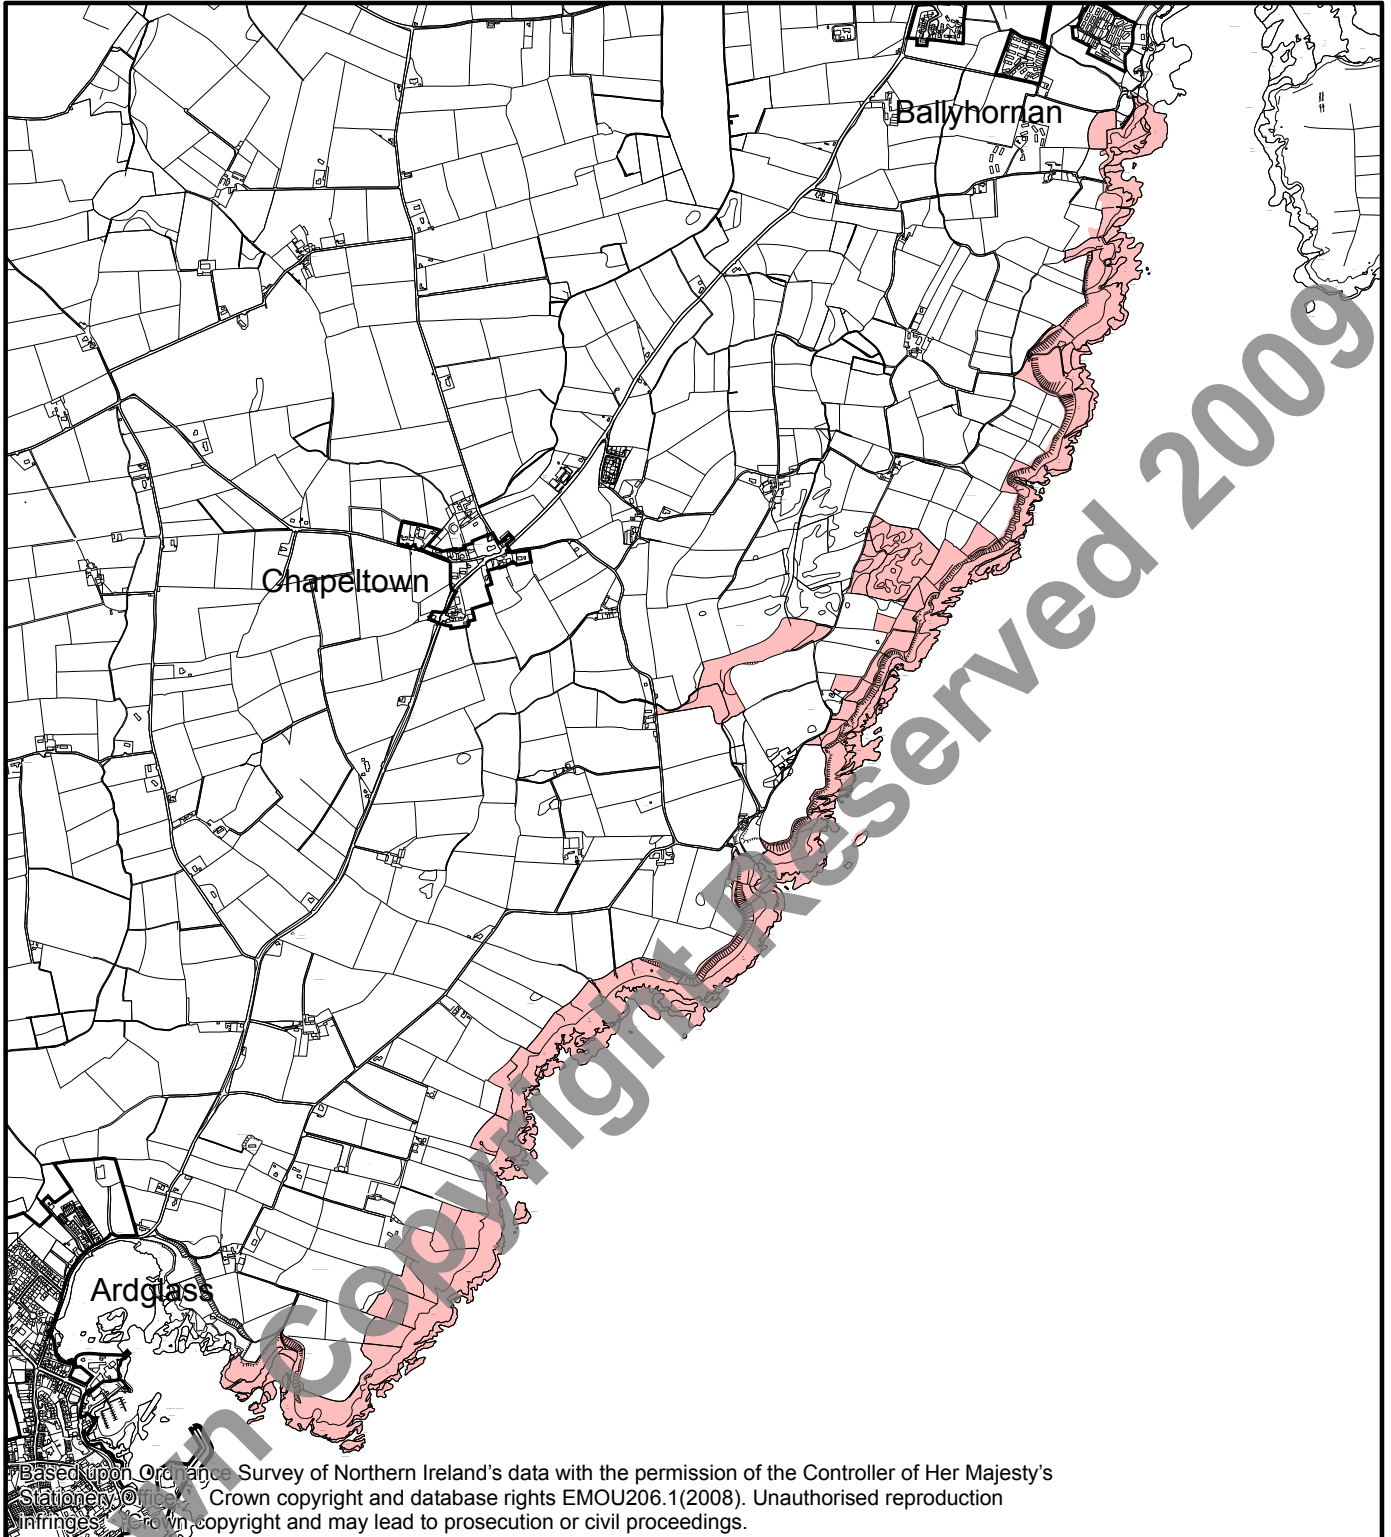 Ballyhornan
Chapeltown
Ardglass
wn Copyright Reserved 2009
Based upon Ordnance Survey of Northern Ireland's data with the permission of the Controller of Her Majesty's
Stationery Office, Crown copyright and database rights EMOU206.1(2008). Unauthorised reproduction
infringes Crown copyright and may lead to prosecution or civil proceedings.